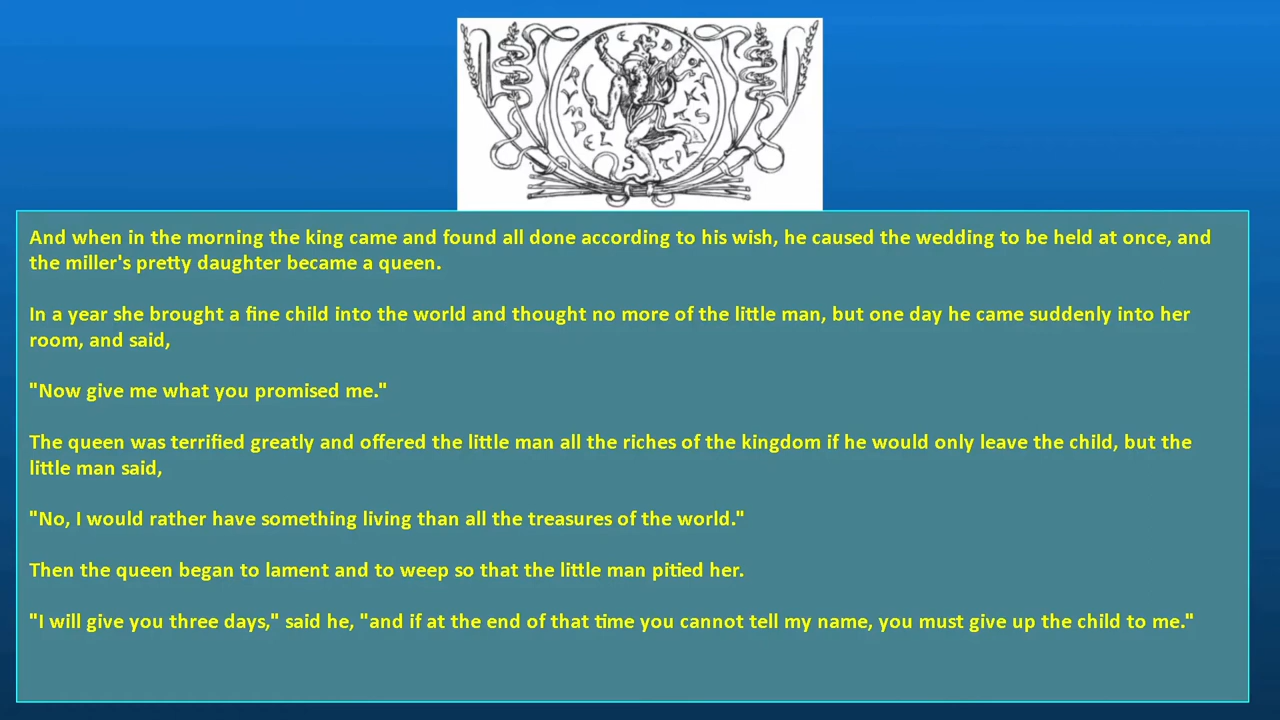 END OF
RUMPELSTILTSKIN
And when in the morning the king came and found all done according to his wish, he caused the wedding to be held at once, and
the miller's pretty daughter became a queen.
In a year she brought a fine child into the world and thought no more of the little man, but one day he came suddenly into her
room, and said,
"Now give me what you promised me."
The queen was terrified greatly and offered the little man all the riches of the kingdom if he would only leave the child, but the
little man said,
"No, I would rather have something living than all the treasures of the world."
Then the queen began to lament and to weep so that the little man pitied her.
"I will give you three days," said he, "and if at the end of that time you cannot tell my name, you must give up the child to me."